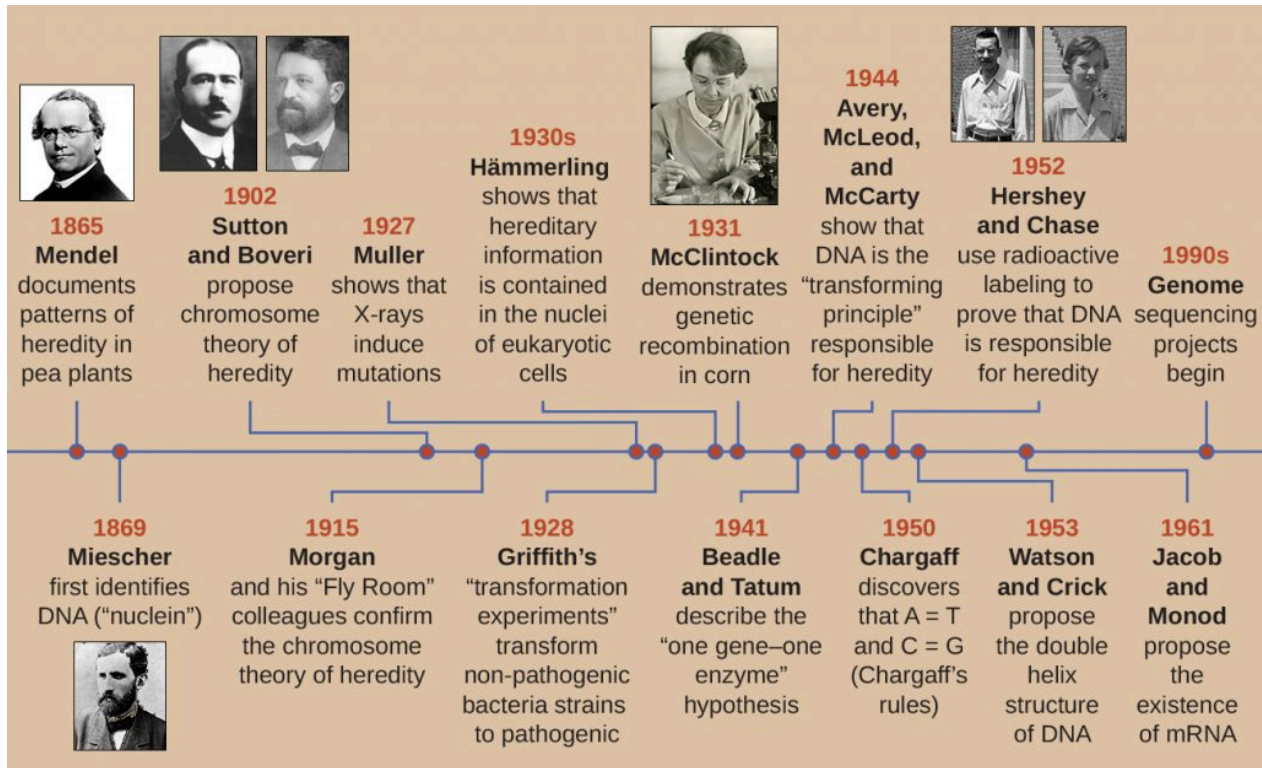 1865
Mendel
documents
patterns of
heredity in
pea plants
1902
Sutton
and Boveri
propose
chromosome
theory of
heredity
1927
Muller
shows that
X-rays
induce
mutations
1930s
Hämmerling
shows that
hereditary
information
is contained
in the nuclei
of eukaryotic
cells
1931
McClintock
demonstrates
genetic
recombination
in corn
1944
Avery,
McLeod,
and
McCarty
show that
DNA is the
“transforming
principle”
responsible
for heredity
1952
Hershey
and Chase
use radioactive
labeling to
prove that DNA
is responsible
for heredity
1990s
Genome
sequencing
projects
begin
1869
Miescher
first identifies
DNA (“nuclein”)
1915
Morgan
and his “Fly Room”
colleagues confirm
the chromosome
theory of heredity
1928
Griffith’s
“transformation
experiments”
transform
non-pathogenic
bacteria strains
to pathogenic
1941
Beadle
and Tatum
describe the
“one gene–one
enzyme”
hypothesis
1950
Chargaff
discovers
that A = T
and C = G
(Chargaff’s
rules)
1953
Watson
and Crick
propose
the double
helix
structure
of DNA
1961
Jacob
and
Monod
propose
the
existence
of mRNA